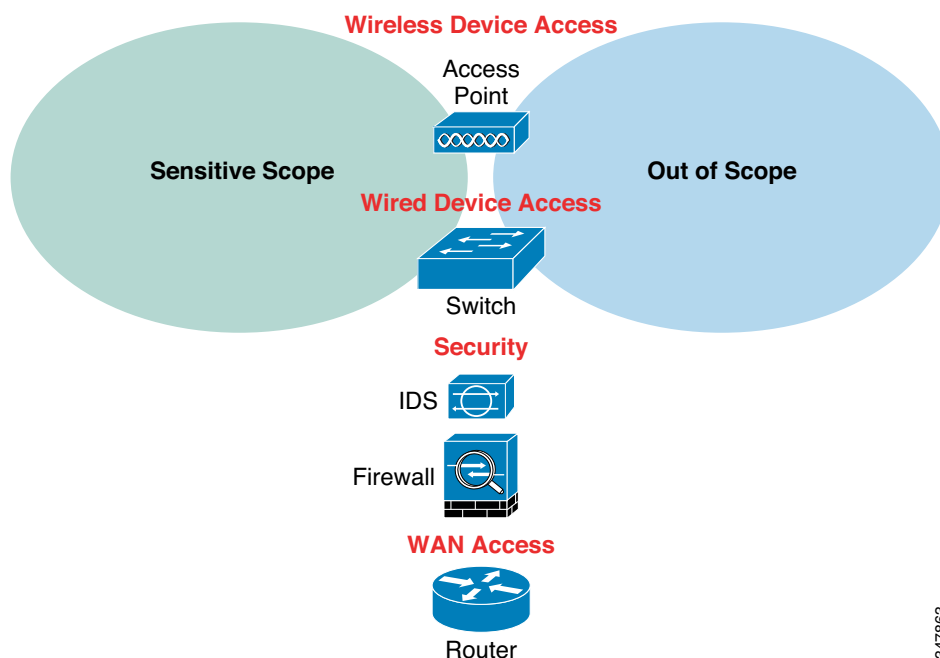 Wireless Device Access
Access
Point
Sensitive Scope
Out of Scope
Wired Device Access
Switch
Security
IDS
Firewall
WAN Access
Router